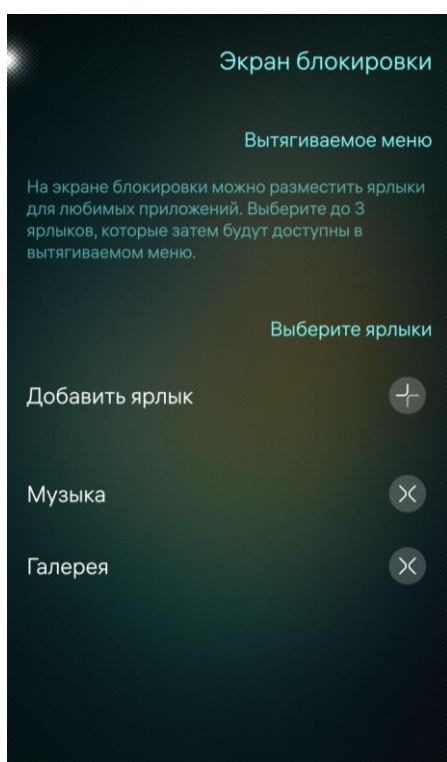 Экран блокировки
Вытягиваемое меню
На экране блокировки можно разместить ярлыки
для любимых приложений. Выберите до 3
ярлыков, которые затем будут доступны в
вытягиваемом меню.
Выберите ярлыки
Добавить ярлык
Музыка
Галерея